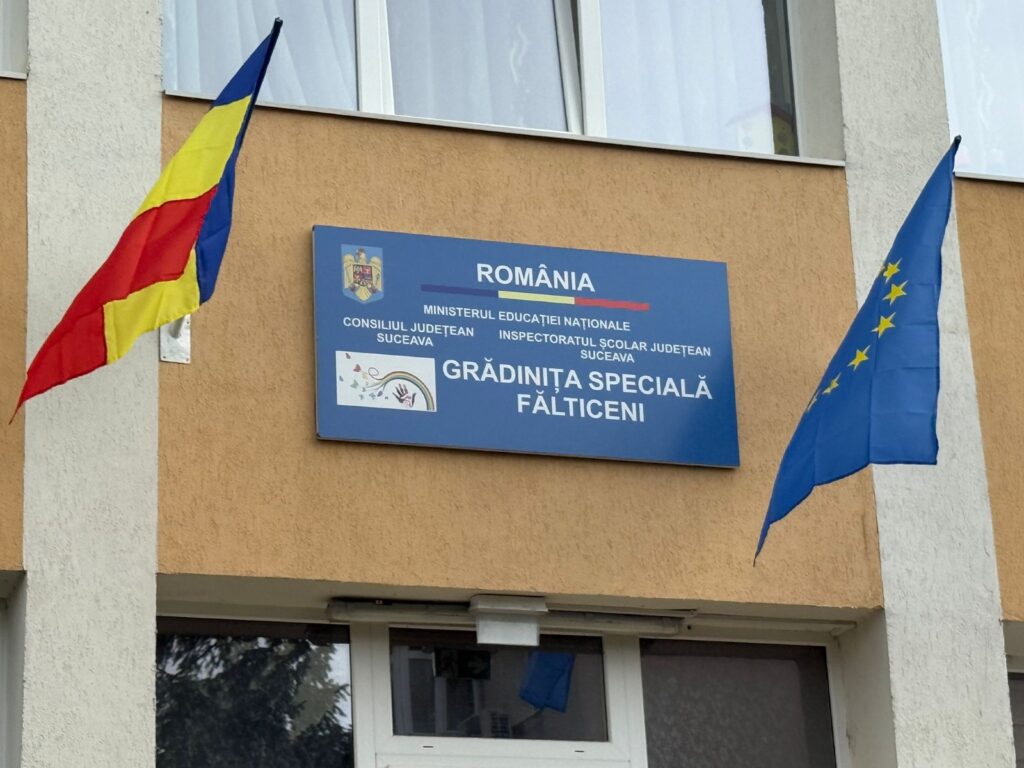 ROMÂNIA
MINISTERUL EDUCAȚIEI NAȚIONALE
CONSILIUL JUDEȚEAN
SUCEAVA
INSPECTORATUL ȘCOLAR JUDEȚEAN
SUCEAVA
GRĂDINIȚA SPECIALĂ
FĂLTICENI